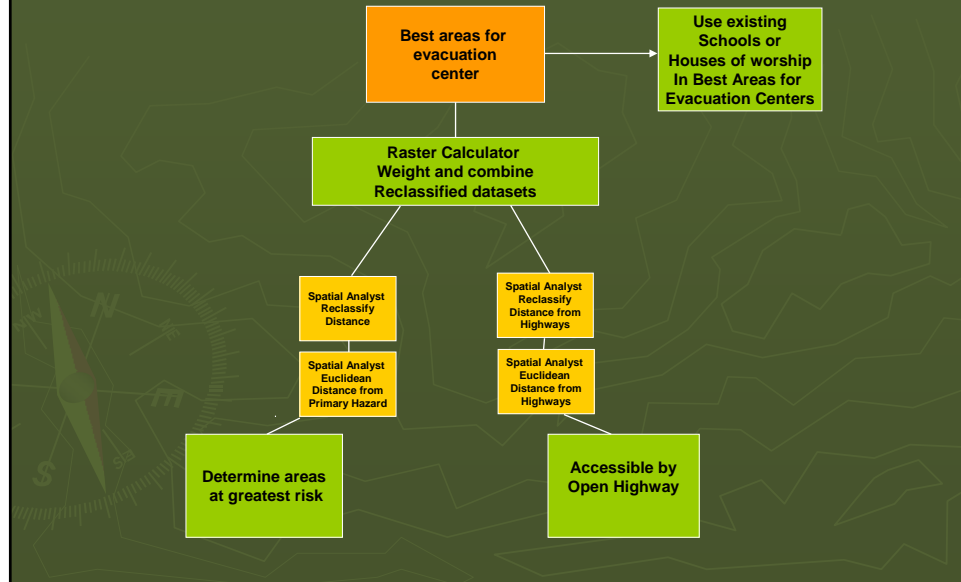 Best areas for
evacuation
center
Use existing
Schools or
Houses of worship
In Best Areas for
Evacuation Centers
Raster Calculator
Weight and combine
Reclassified datasets
Spatial Analyst
Reclassify
Distance
Spatial Analyst
Reclassify
Distance from
Highways
Spatial Analyst
Euclidean
Distance from
Primary Hazard
Spatial Analyst
Euclidean
Distance from
Highways
Determine areas
at greatest risk
Accessible by
Open Highway
NW
N
NE
E
SE
S